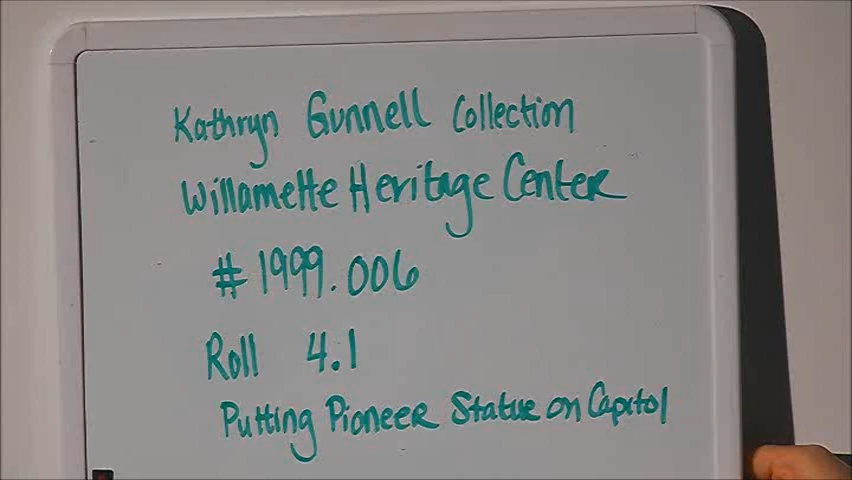 Kathryn Gunnell Collection
Willamette Heritage Center
#1999.006
Roll 4.1
Putting Pioneer Statue on Capitol